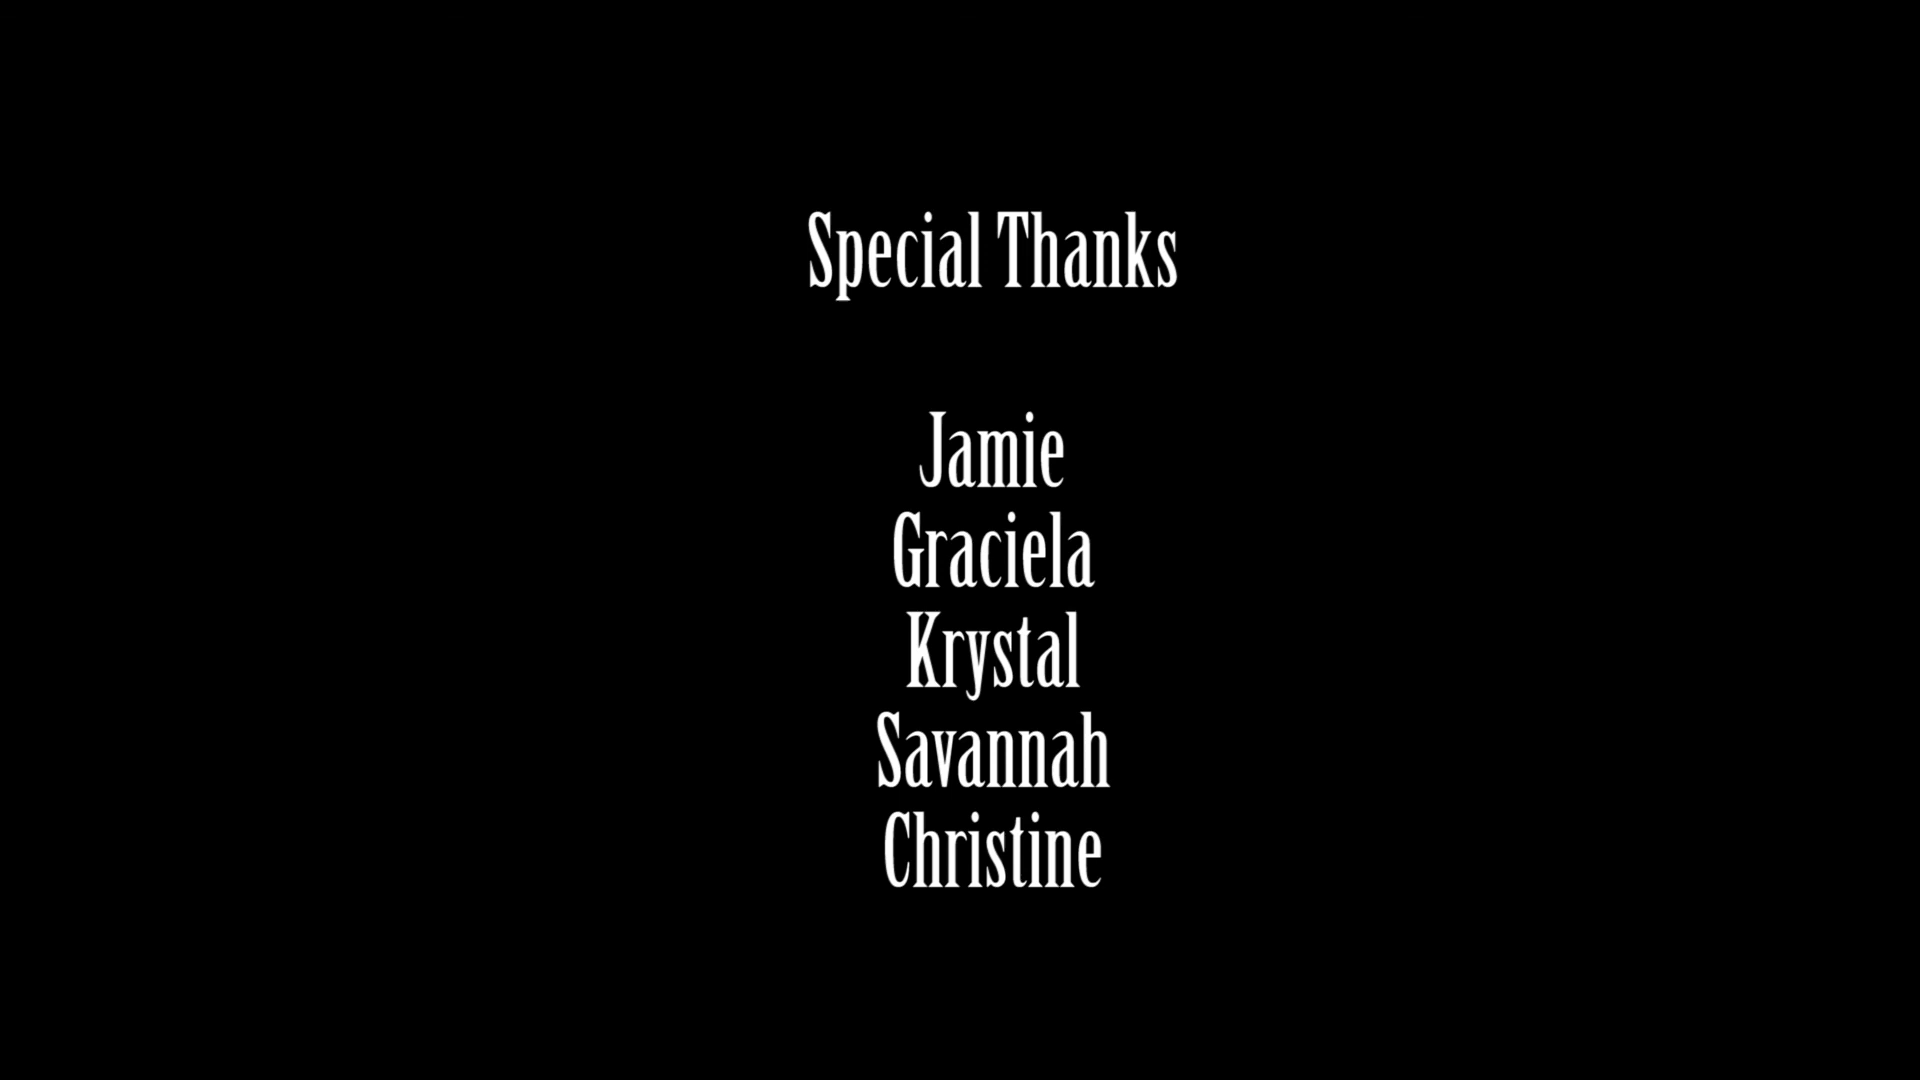 Special Thanks
Jamie
Graciela
Krystal
Savannah
Christine